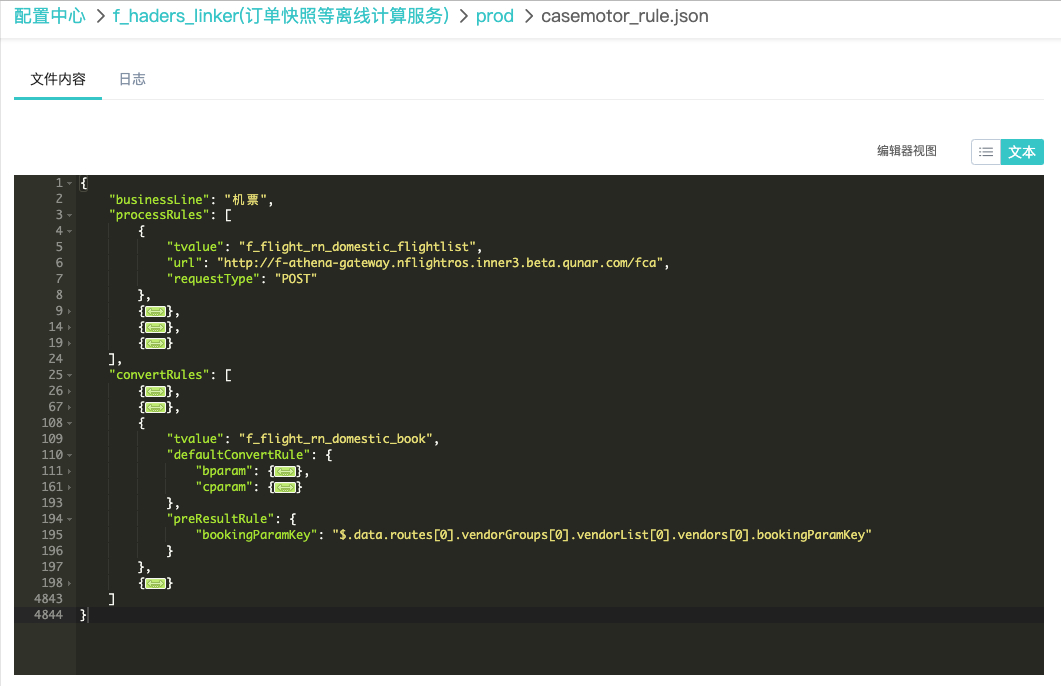 配置中心 > f_haders_linker(订单快照等离线计算服务) > prod > casemotor_rule.json
文件内容 日志
编辑器视图 文本
1 {
2 "businessLine": "机票",
3 "processRules": [
4 {
5 "tvalue": "f_flight_rn_domestic_flightlist",
6 "url": "http://f-athena-gateway.nflightros.inner3.beta.qunar.com/fca",
7 "requestType": "POST"
8 },
9 {},
14 {},
19 {}
24 ],
25 "convertRules": [
26 {},
67 {},
108 {
109 "tvalue": "f_flight_rn_domestic_book",
110 "defaultConvertRule": {
111 "bparam": {},
161 "cparam": {}
193 },
194 "preResultRule": {
195 "bookingParamKey": "$.data.routes[0].vendorGroups[0].vendorList[0].vendors[0].bookingParamKey"
196 }
197 },
198 {}
4843 ]
4844 }